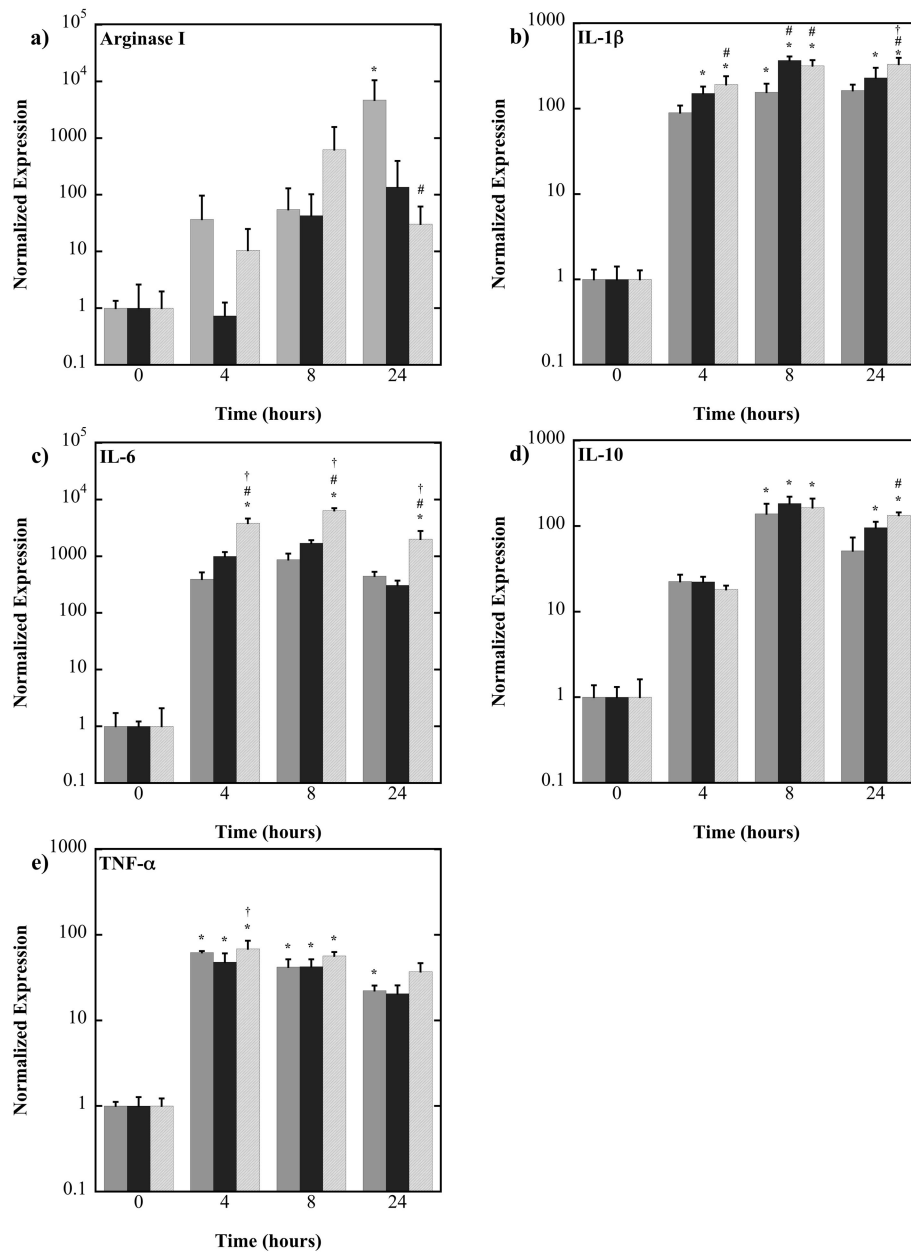 a) Arginase I
10^5
10^4
1000
100
10
1
0.1
Normalized Expression
*
#
0 4 8 24
Time (hours)
b) IL-1β
1000
100
10
1
0.1
Normalized Expression
†
# # # #
* * * * * * *
0 4 8 24
Time (hours)
c) IL-6
10^5
10^4
1000
100
10
1
0.1
Normalized Expression
† † †
# # #
* * *
0 4 8 24
Time (hours)
d) IL-10
1000
100
10
1
0.1
Normalized Expression
#
* * * * *
0 4 8 24
Time (hours)
e) TNF-α
1000
100
10
1
0.1
Normalized Expression
†
* * * * * * *
0 4 8 24
Time (hours)